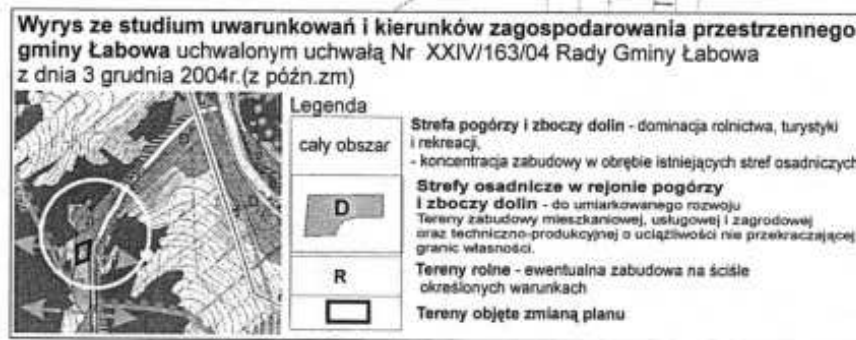 Wyrys ze studium uwarunkowań i kierunków zagospodarowania przestrzennego
gminy Łabowa uchwalonym uchwałą Nr XXIV/163/04 Rady Gminy Łabowa
z dnia 3 grudnia 2004r.(z późn.zm)
Legenda
cały obszar
Strefa pogórzy i zboczy dolin - dominacja rolnictwa, turystyki
i rekreacji,
- koncentracja zabudowy w obrębie istniejących stref osadniczych
D
Strefy osadnicze w rejonie pogórzy
i zboczy dolin - do umiarkowanego rozwoju
Tereny zabudowy mieszkaniowej, usługowej i zagrodowej
oraz techniczno-produkcyjnej o uciążliwości nie przekraczającej
granic własności.
R
Tereny rolne - ewentualna zabudowa na ściśle
określonych warunkach
Tereny objęte zmianą planu